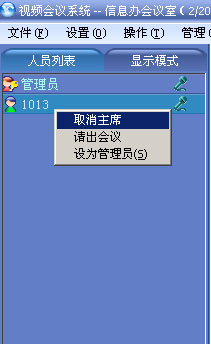 视频会议系统 -- 信息办会议室 ( 2/20
文件(F) 设置(T) 操作(T) 管理(
人员列表 显示模式
管理员
1013
取消主席
请出会议
设为管理员(S)